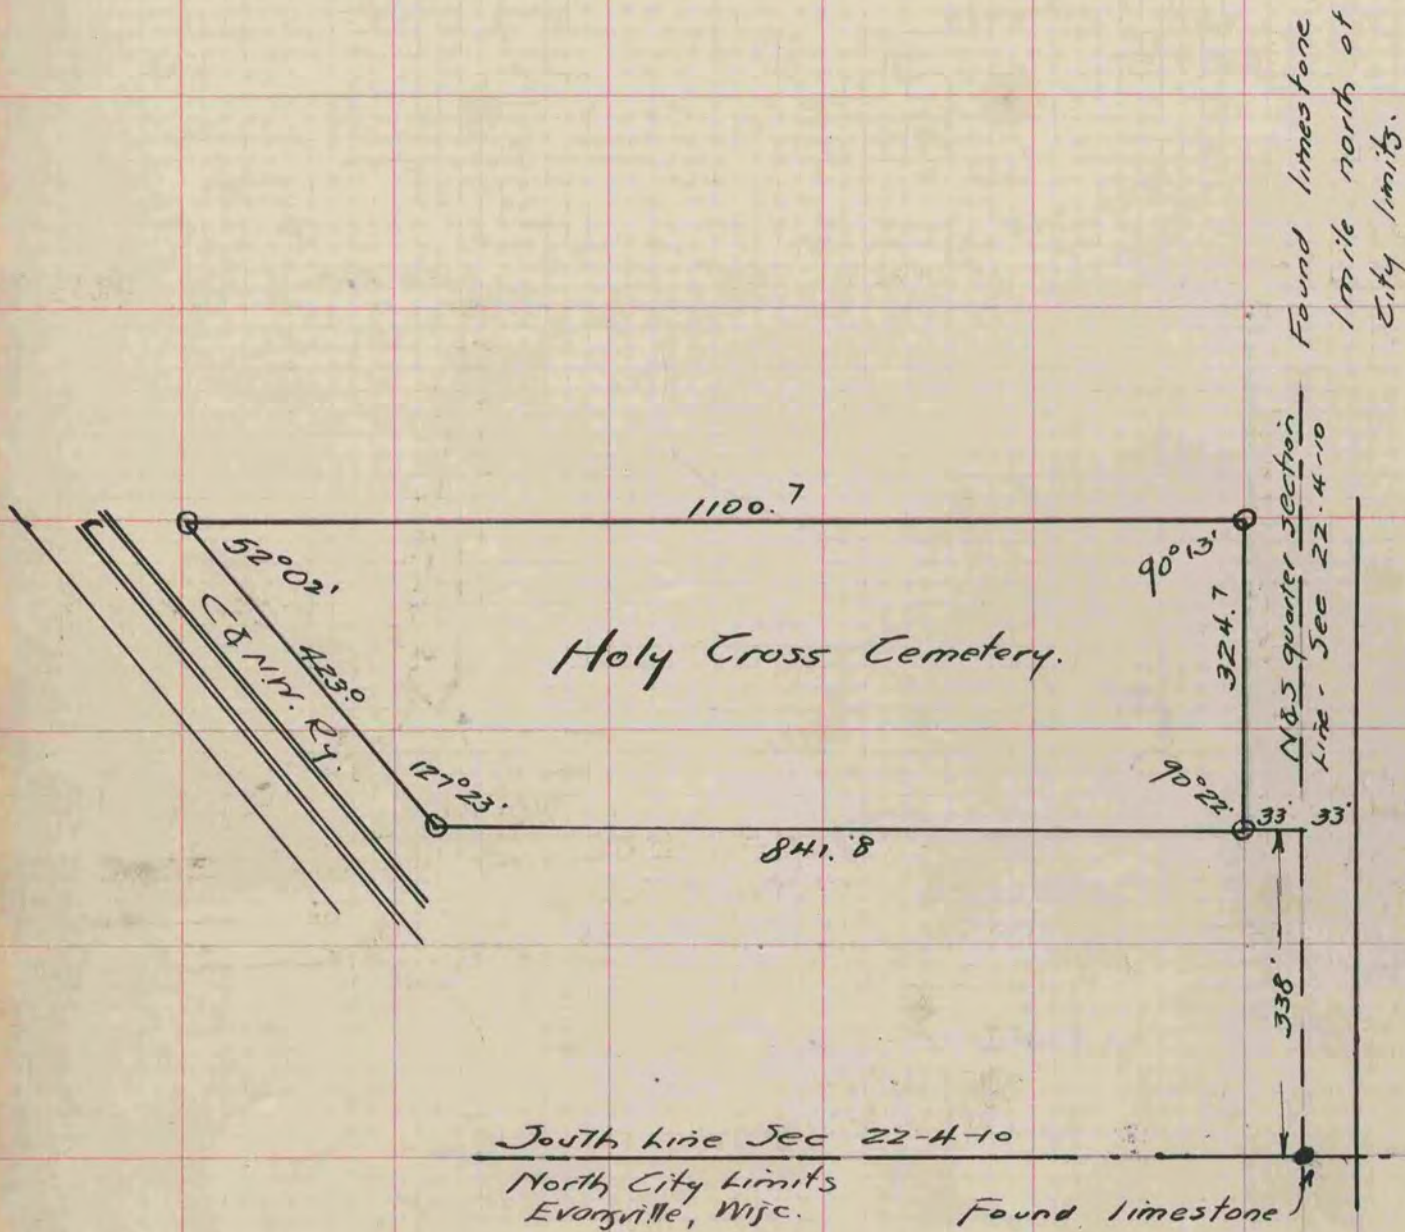 Found limestone
1 mile north of
City limits.
N&S quarter section
Line - Sec 22-4-10
1100.7
52°02'
90°13'
423.0
C & N.W. Ry.
Holy Cross Cemetery.
324.7
127°23'
90°22'
33'
33'
841.8
338'
South Line Sec 22-4-10
North City Limits
Evansville, Wisc.
Found limestone